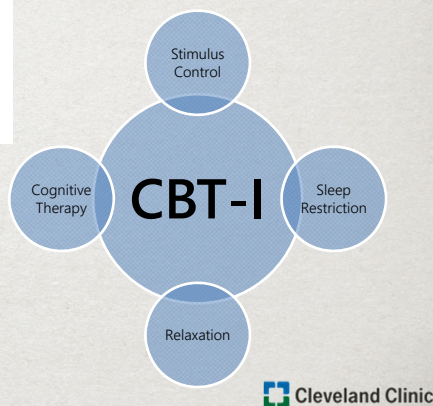 Stimulus
Control
Cognitive
Therapy
CBT-I
Sleep
Restriction
Relaxation
Cleveland Clinic